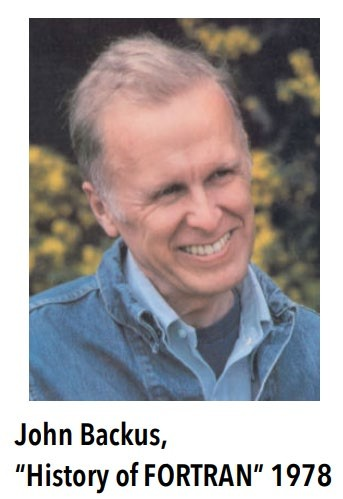 John Backus,
“History of FORTRAN” 1978